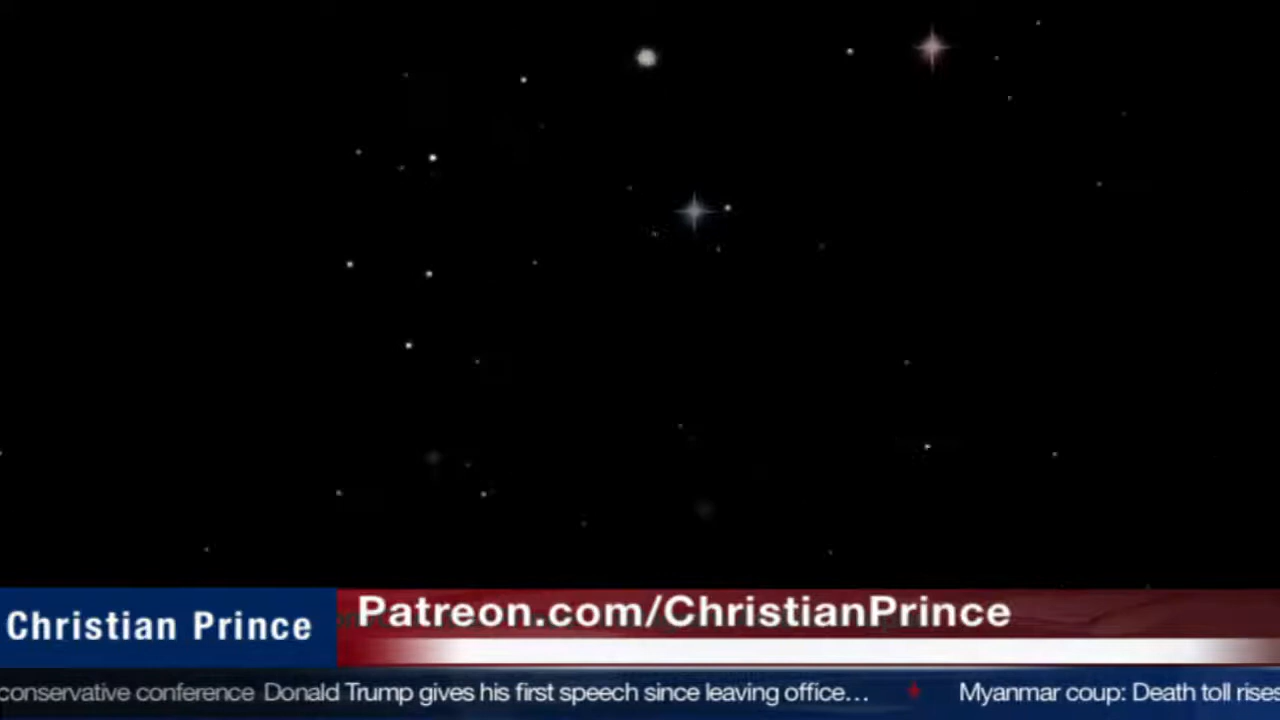 Patreon.com/ChristianPrince
Christian Prince
conservative conference Donald Trump gives his first speech since leaving office… Myanmar coup: Death toll rises